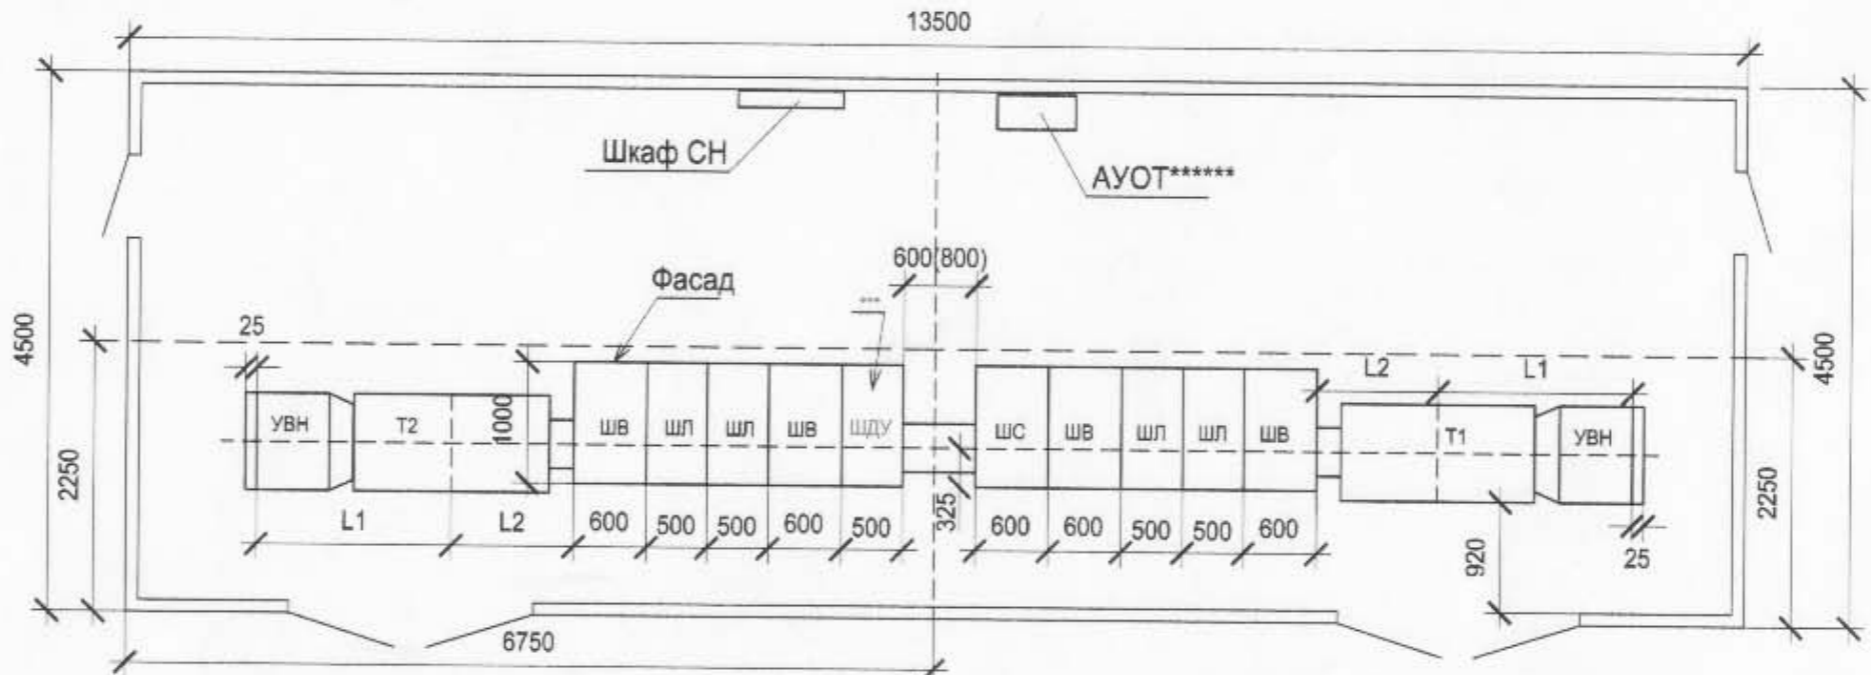 13500
Шкаф СН
АУОТ******
600(800)
Фасад
***
25
4500
4500
L2
L1
1000
УВН
Т2
ШВ
ШЛ
ШЛ
ШВ
ШДУ
ШС
ШВ
ШЛ
ШЛ
ШВ
Т1
УВН
2250
2250
325
L1
L2
600
500
500
600
500
600
600
500
500
600
920
25
6750